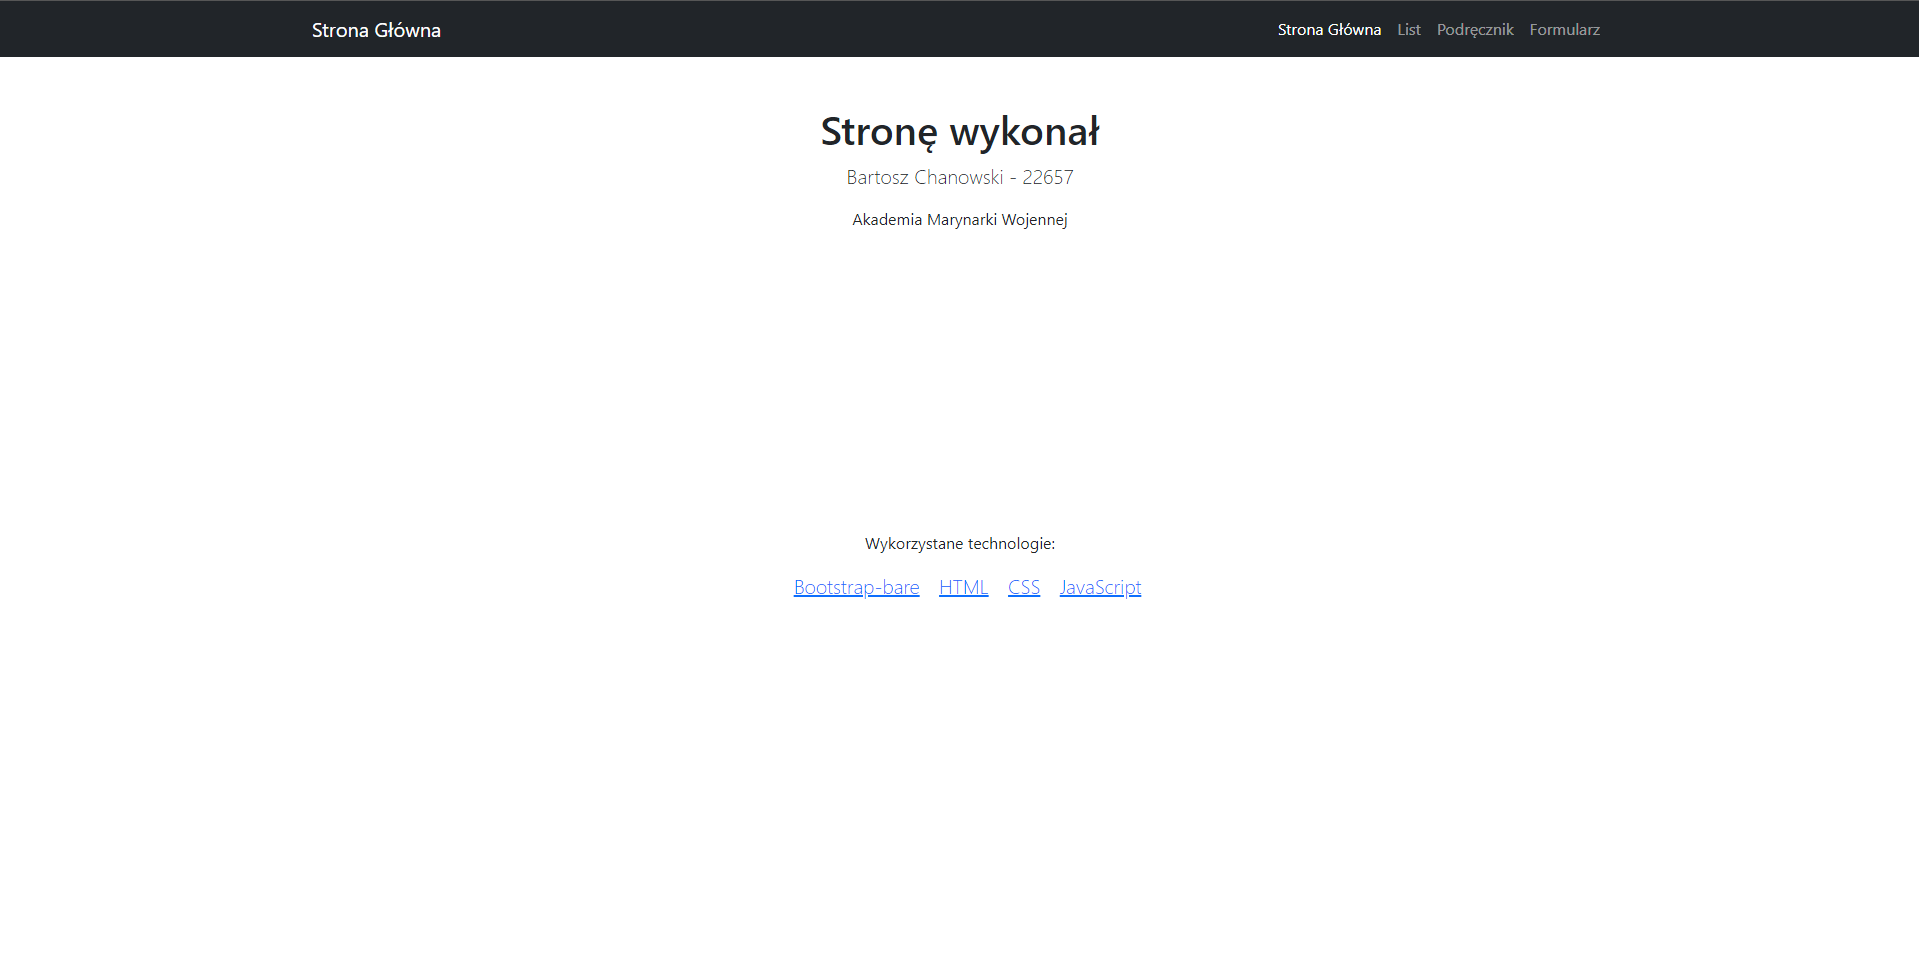 Strona Główna Strona Główna List Podręcznik Formularz
Stronę wykonał
Bartosz Chanowski - 22657
Akademia Marynarki Wojennej
Wykorzystane technologie:
Bootstrap-bare HTML CSS JavaScript